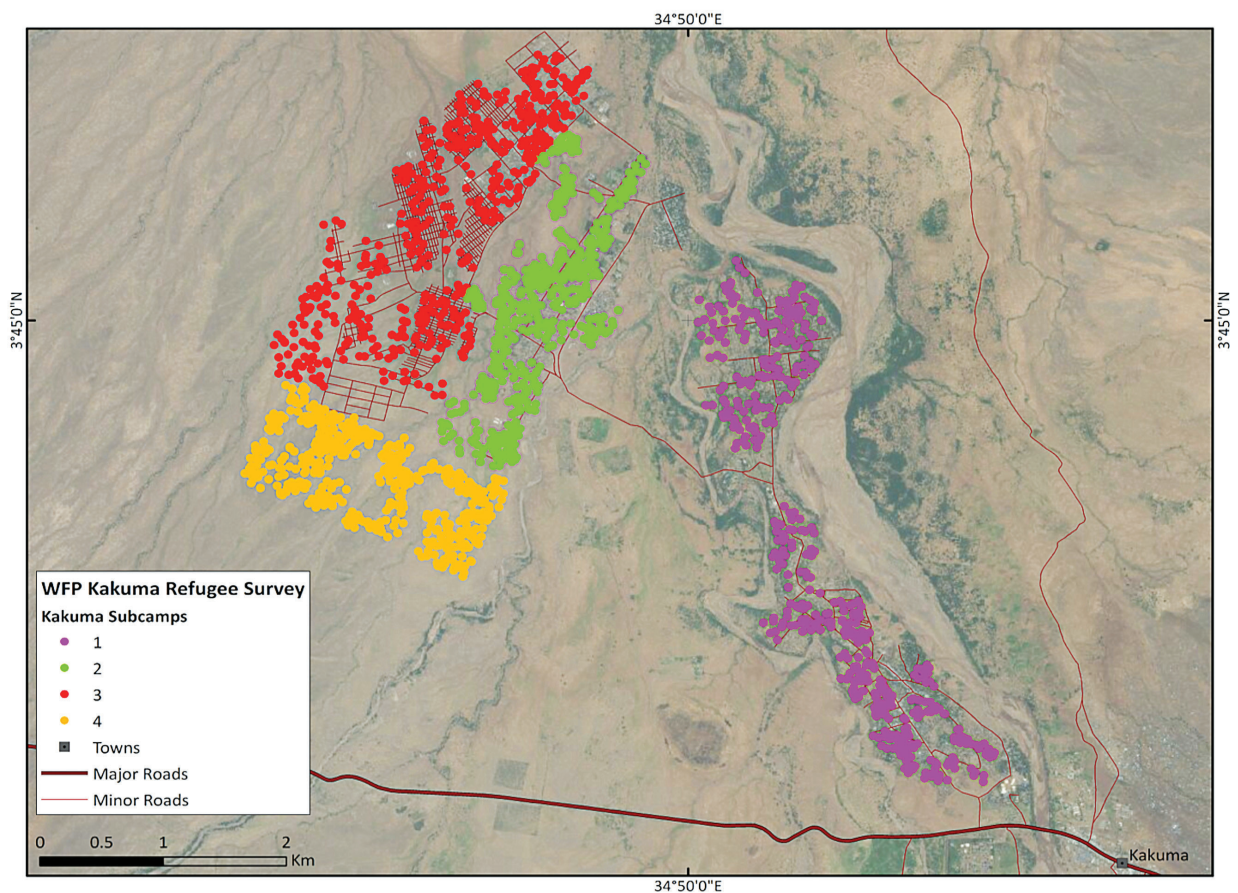 34°50'0"E
3°45'0"N
3°45'0"N
WFP Kakuma Refugee Survey
Kakuma Subcamps
1
2
3
4
Towns
Major Roads
Minor Roads
0 0.5 1 2
Km
Kakuma
34°50'0"E